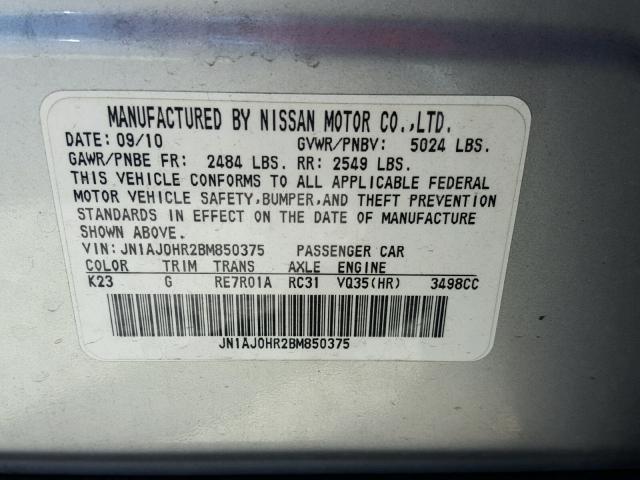 MANUFACTURED BY NISSAN MOTOR CO.,LTD.
DATE: 09/10 GVWR/PNBV: 5024 LBS.
GAWR/PNBE FR: 2484 LBS. RR: 2549 LBS.
THIS VEHICLE CONFORMS TO ALL APPLICABLE FEDERAL
MOTOR VEHICLE SAFETY,BUMPER,AND THEFT PREVENTION
STANDARDS IN EFFECT ON THE DATE OF MANUFACTURE
SHOWN ABOVE.
VIN: JN1AJ0HR2BM850375 PASSENGER CAR
COLOR TRIM TRANS AXLE ENGINE
K23 G RE7R01A RC31 VQ35(HR) 3498CC
JN1AJ0HR2BM850375